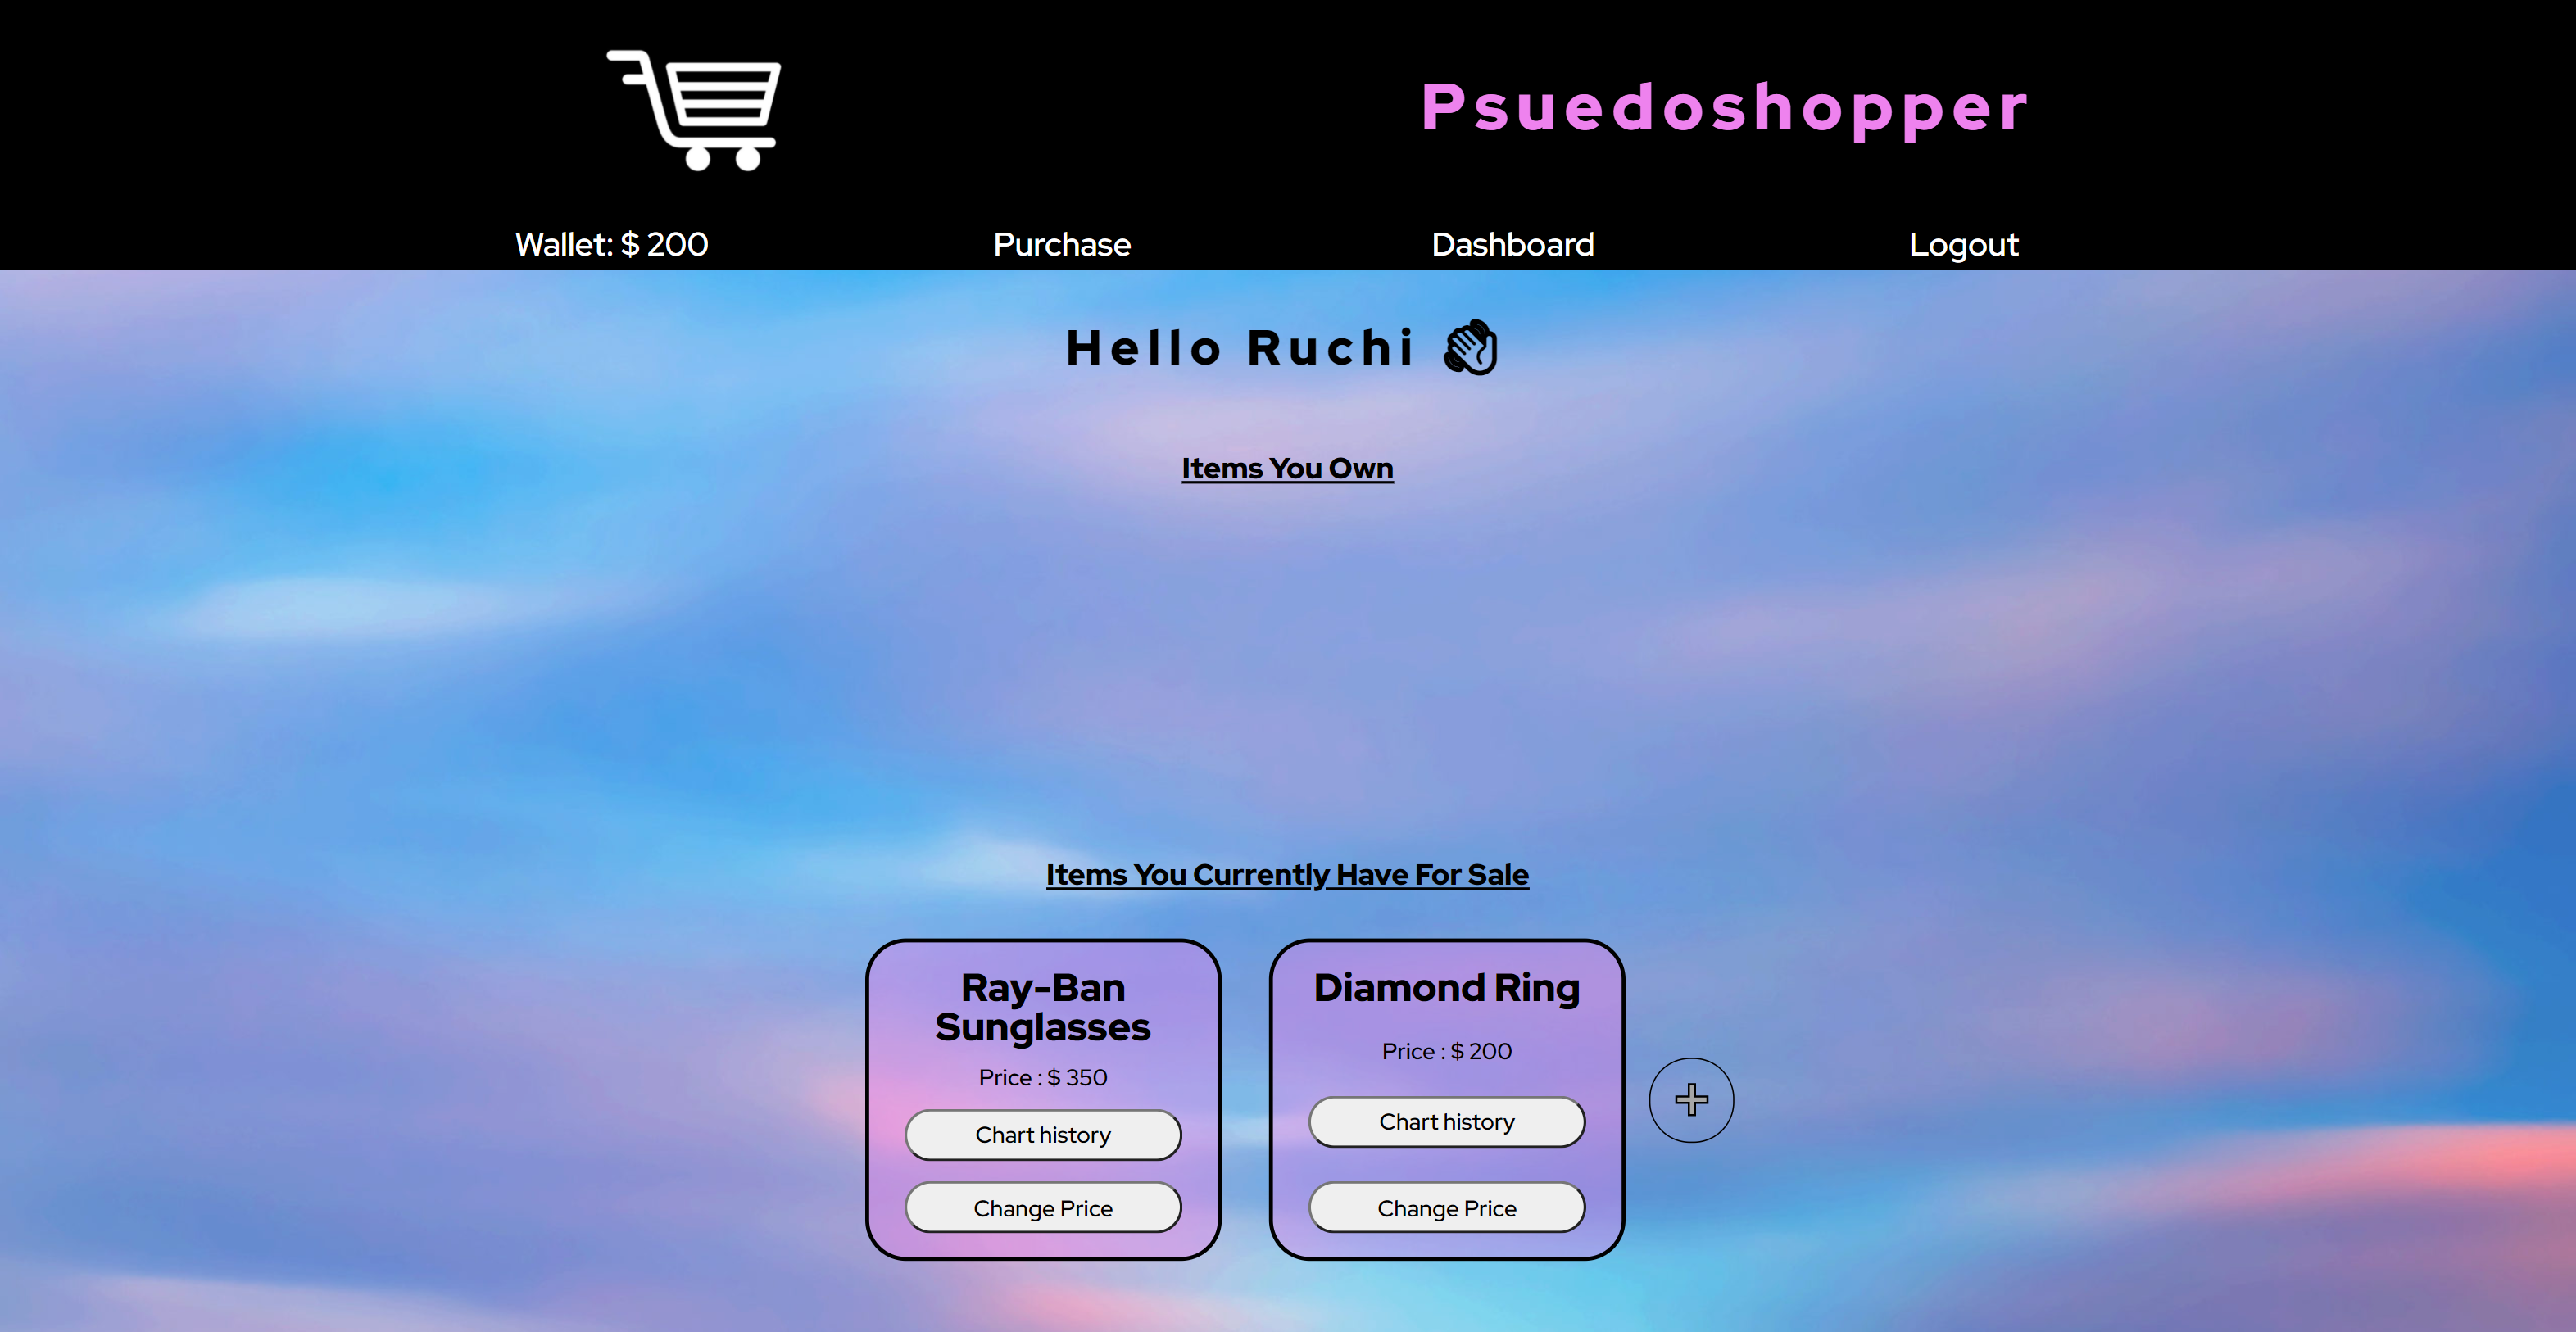 Psuedoshopper
Wallet: $ 200
Purchase
Dashboard
Logout
Hello Ruchi
Items You Own
Items You Currently Have For Sale
Ray-Ban
Sunglasses
Price : $ 350
Chart history
Change Price
Diamond Ring
Price : $ 200
Chart history
Change Price